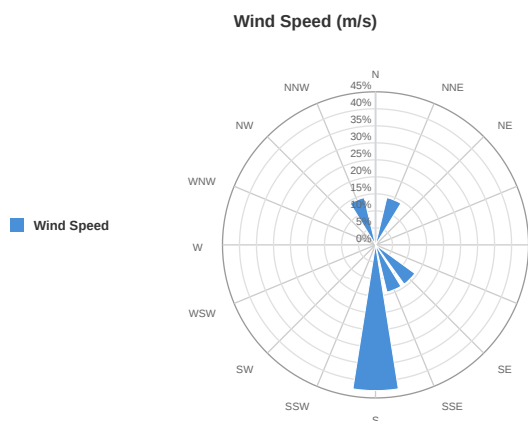 Wind Speed (m/s)
N
NNE
NE
SE
SSE
S
SSW
SW
WSW
W
WNW
NW
NNW
45%
40%
35%
30%
25%
20%
15%
10%
5%
0%
Wind Speed